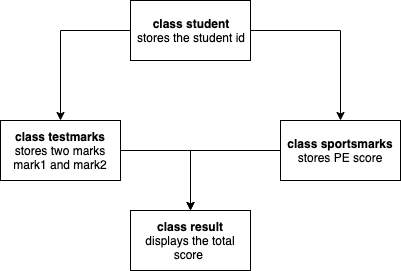 class student
stores the student id
class testmarks
stores two marks
mark1 and mark2
class sportsmarks
stores PE score
class result
displays the total
score